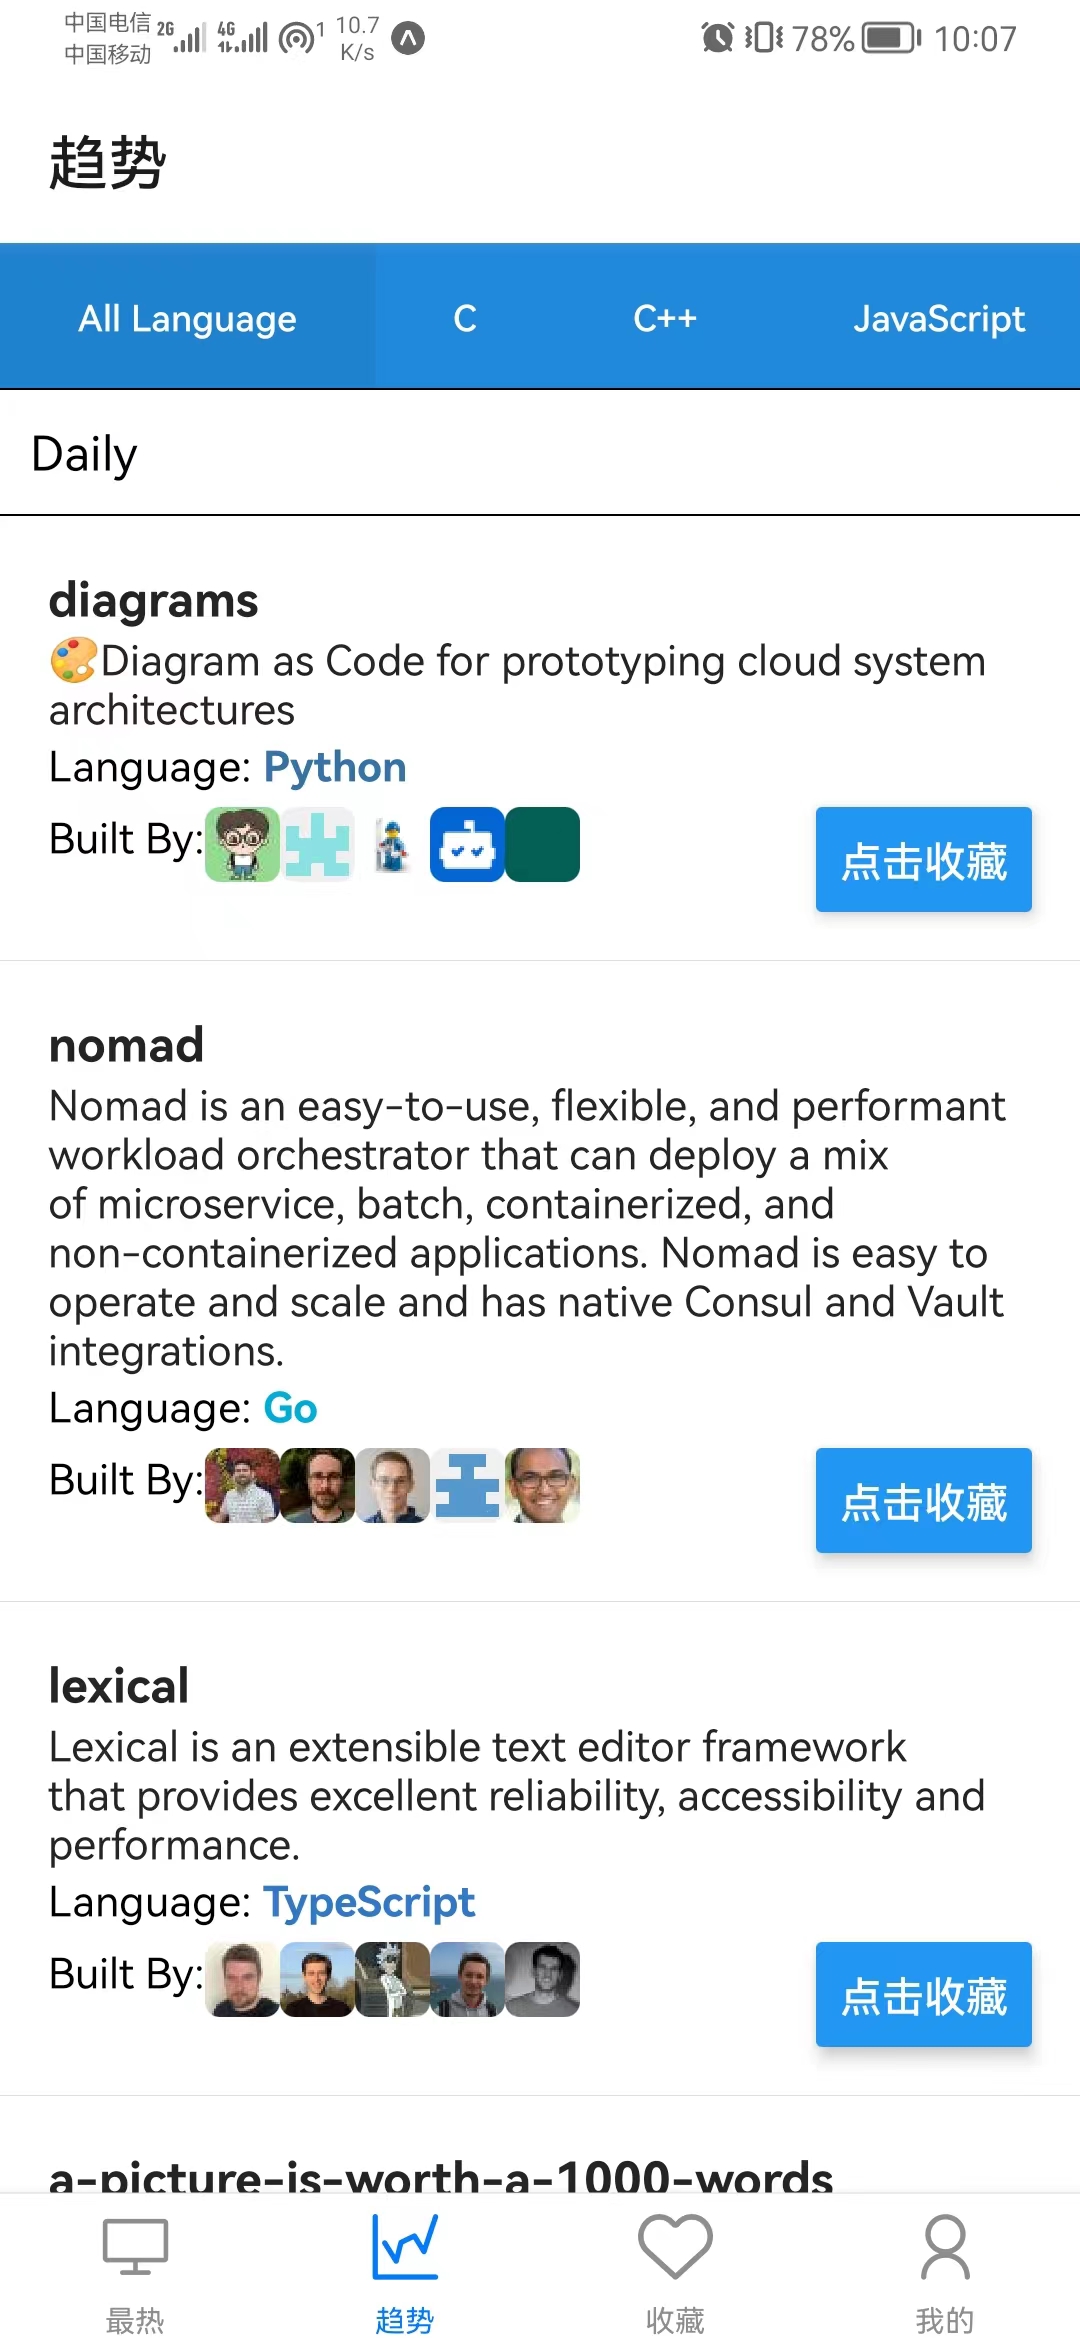 中国电信 2G 4G 1 10.7
中国移动 K/s 78% 10:07
趋势
All Language C C++ JavaScript
Daily
diagrams
🎨Diagram as Code for prototyping cloud system
architectures
Language: Python
Built By:
点击收藏
nomad
Nomad is an easy-to-use, flexible, and performant
workload orchestrator that can deploy a mix
of microservice, batch, containerized, and
non-containerized applications. Nomad is easy to
operate and scale and has native Consul and Vault
integrations.
Language: Go
Built By:
点击收藏
lexical
Lexical is an extensible text editor framework
that provides excellent reliability, accessibility and
performance.
Language: TypeScript
Built By:
点击收藏
a-picture-is-worth-a-1000-words
最热 趋势 收藏 我的